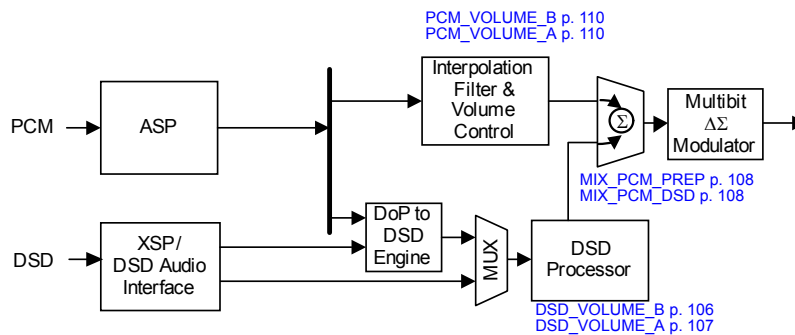 PCM_VOLUME_B p. 110
PCM_VOLUME_A p. 110
PCM
ASP
Interpolation
Filter &
Volume
Control
Σ
Multibit
ΔΣ
Modulator
MIX_PCM_PREP p. 108
MIX_PCM_DSD p. 108
DSD
XSP/
DSD Audio
Interface
DoP to
DSD
Engine
MUX
DSD
Processor
DSD_VOLUME_B p. 106
DSD_VOLUME_A p. 107